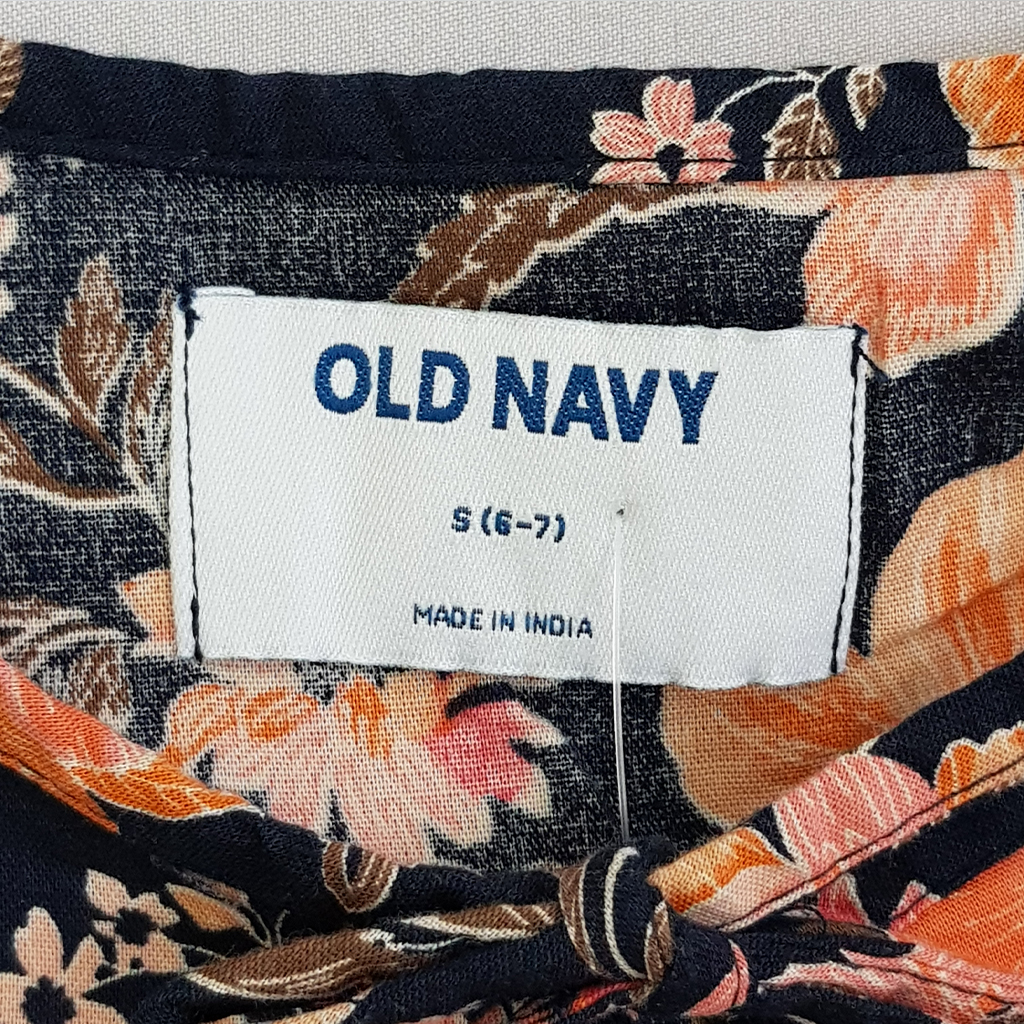 OLD NAVY
S (6-7)
MADE IN INDIA